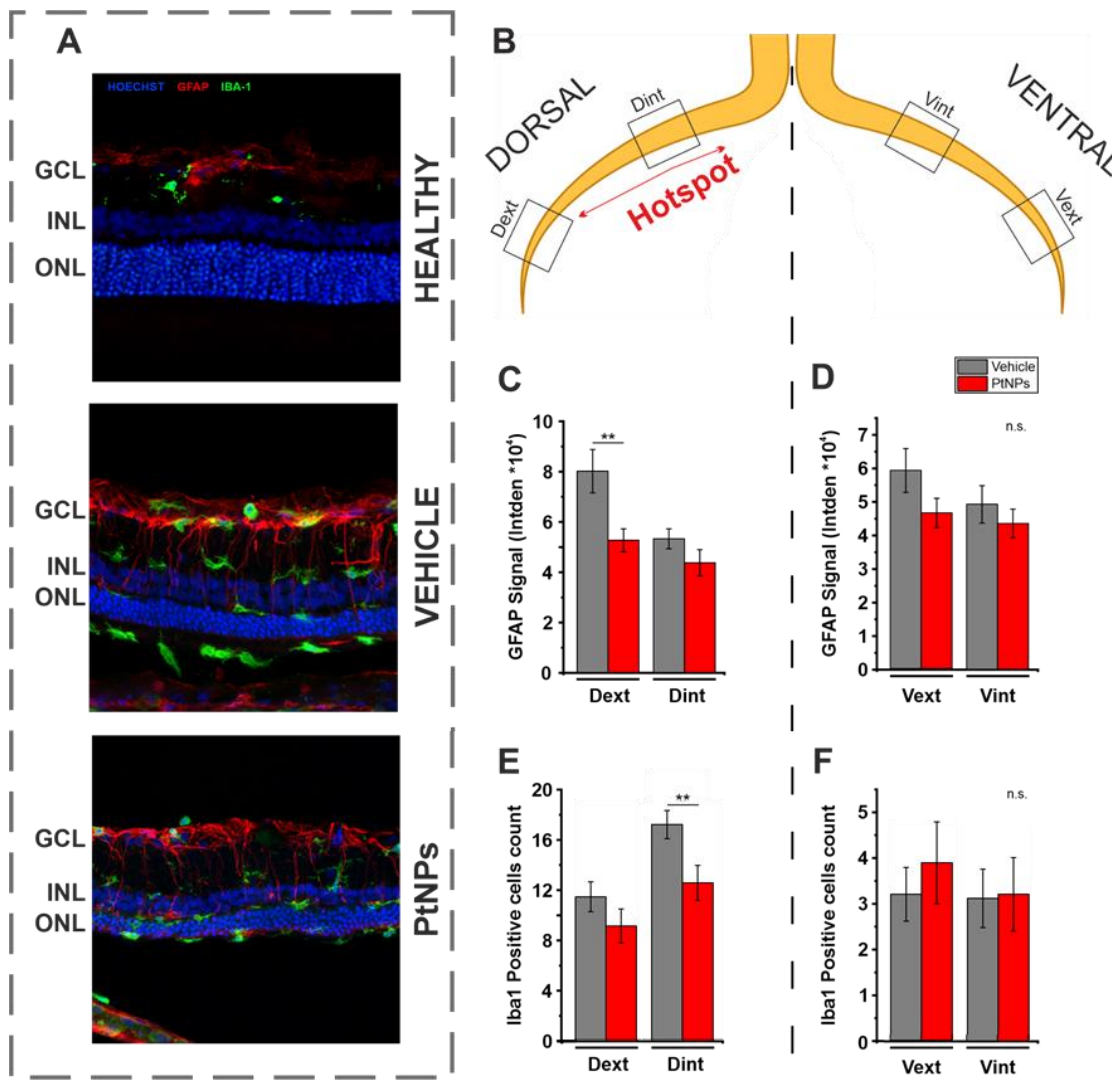 A
HOECHST GFAP IBA-1
GCL
INL
ONL
HEALTHY
GCL
INL
ONL
VEHICLE
GCL
INL
ONL
PtNPs
B
DORSAL
VENTRAL
Dint
Dext
Hotspot
Vint
Vext
C
GFAP Signal (Intden *10⁴)
10
8
6
4
2
0
**
Dext Dint
D
Vehicle
PtNPs
GFAP Signal (Intden *10⁴)
7
6
5
4
3
2
1
0
n.s.
Vext Vint
E
Iba1 Positive cells count
20
16
12
8
4
0
**
Dext Dint
F
Iba1 Positive cells count
5
4
3
2
1
0
n.s.
Vext Vint